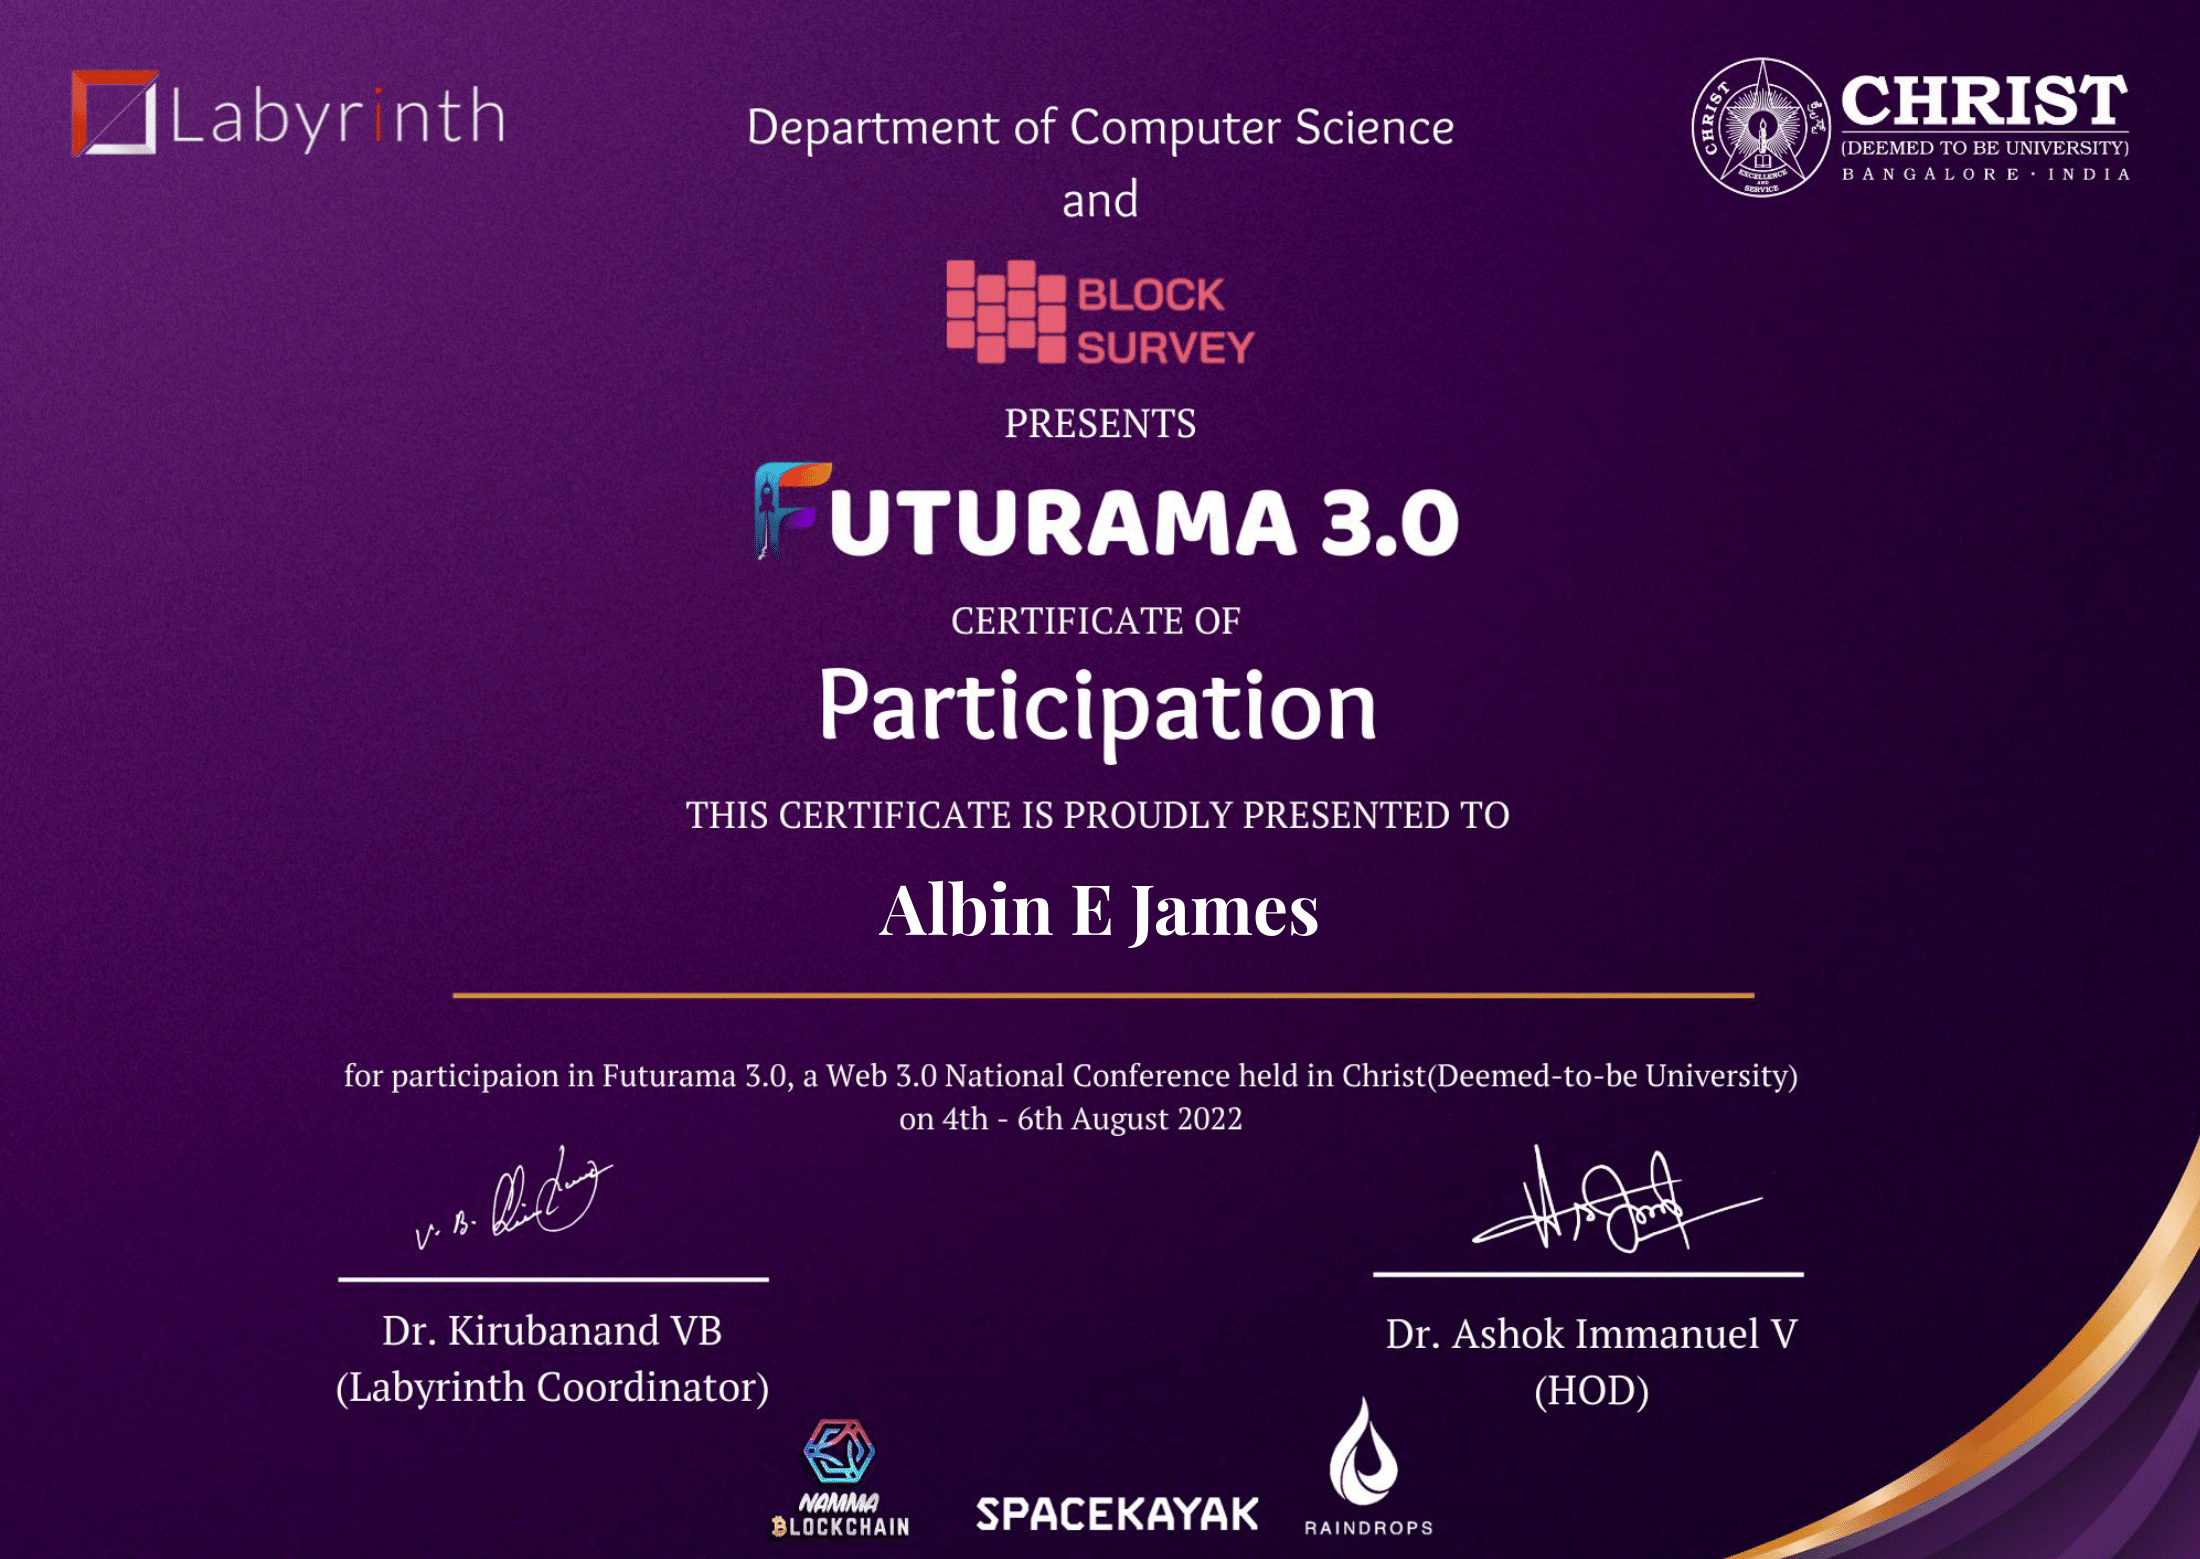 Labyrinth
Department of Computer Science
and
CHRIST
EXCELLENCE
AND
SERVICE
CHRIST
(DEEMED TO BE UNIVERSITY)
BANGALORE · INDIA
BLOCK
SURVEY
PRESENTS
FUTURAMA 3.0
CERTIFICATE OF
Participation
THIS CERTIFICATE IS PROUDLY PRESENTED TO
Albin E James
for participaion in Futurama 3.0, a Web 3.0 National Conference held in Christ(Deemed-to-be University)
on 4th - 6th August 2022
V. B.
Dr. Kirubanand VB
(Labyrinth Coordinator)
Dr. Ashok Immanuel V
(HOD)
NAMMA
BLOCKCHAIN
SPACEKAYAK
RAINDROPS